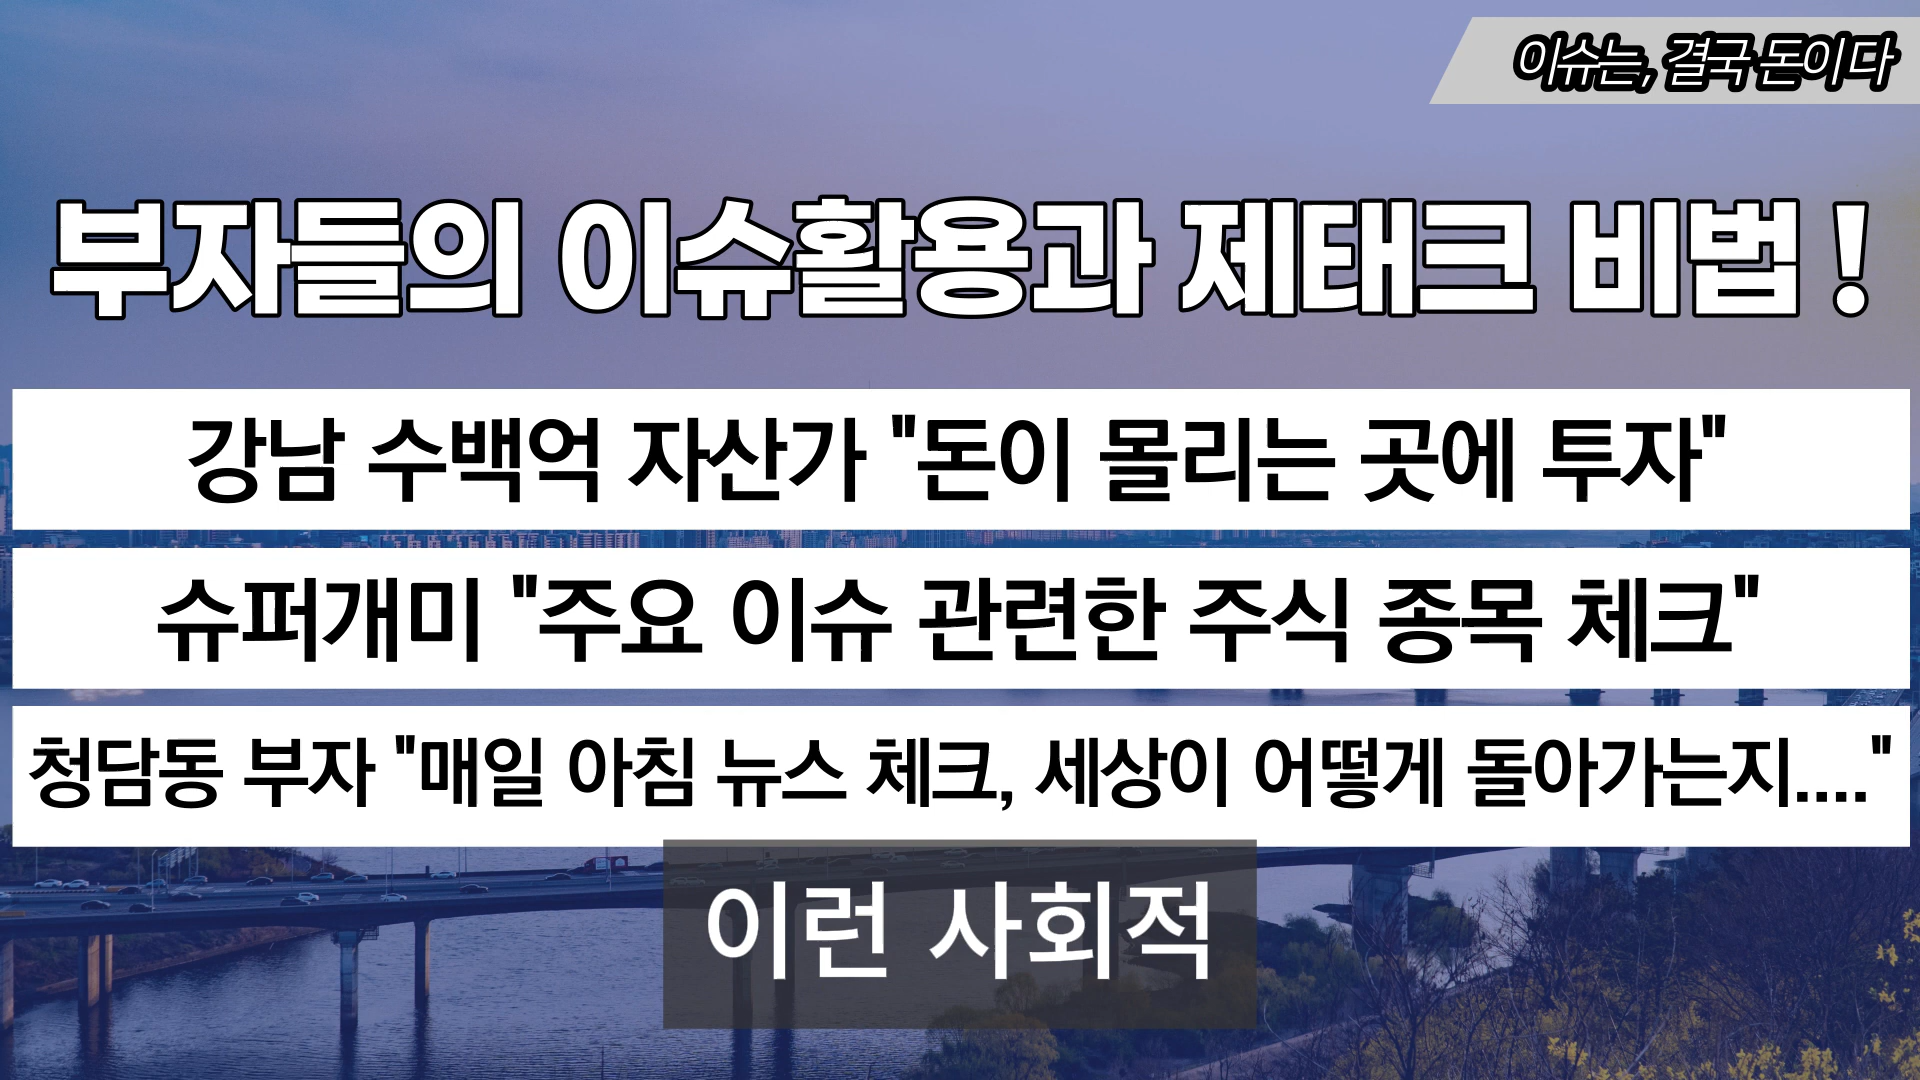 이슈는, 결국 돈이다
부자들의 이슈활용과 제태크 비법 !
강남 수백억 자산가 "돈이 몰리는 곳에 투자"
슈퍼개미 "주요 이슈 관련한 주식 종목 체크"
청담동 부자 "매일 아침 뉴스 체크, 세상이 어떻게 돌아가는지...."
이런 사회적